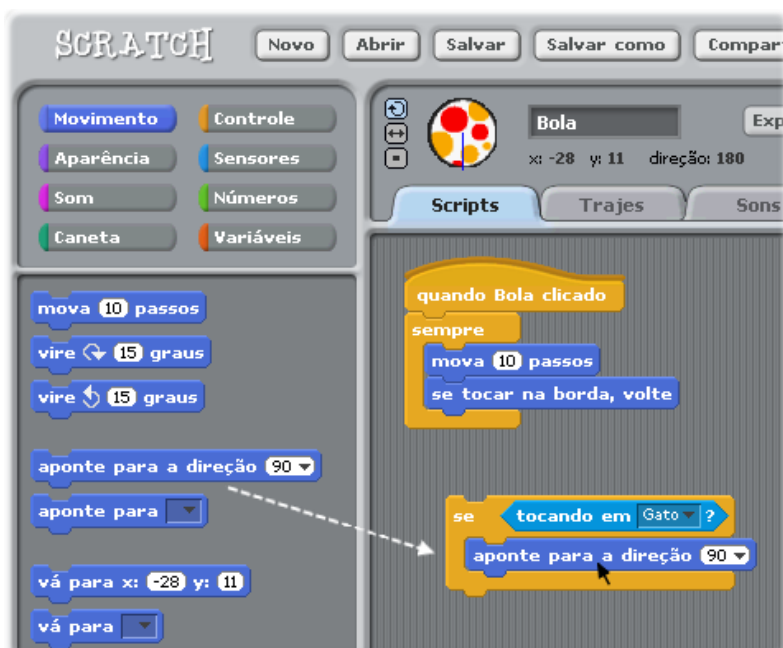 SCRATCH Novo Abrir Salvar Salvar como Compar
Movimento Controle
Aparência Sensores
Som Números
Caneta Variáveis
Bola Exp
x: -28 y: 11 direção: 180
Scripts Trajes Sons
mova 10 passos
vire 15 graus
vire 15 graus
aponte para a direção 90
aponte para
vá para x: -28 y: 11
vá para
quando Bola clicado
sempre
mova 10 passos
se tocar na borda, volte
se tocando em Gato ?
aponte para a direção 90